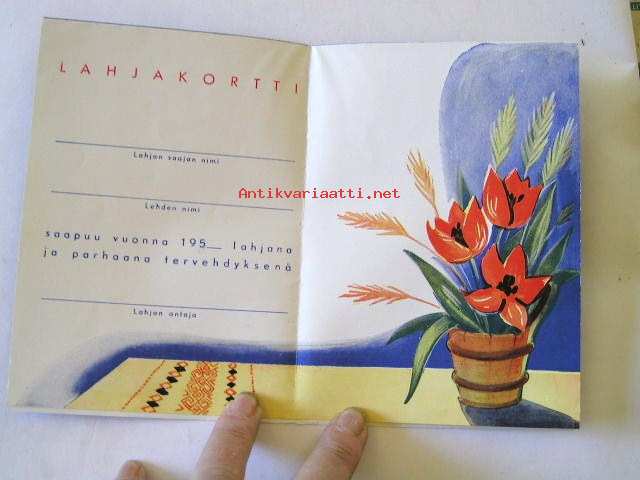 LAHJAKORTTI
Lahjan saajan nimi
Antikvariaatti.net
Lehden nimi
saapuu vuonna 195__ lahjana
ja parhaana tervehdyksenä
Lahjan antaja